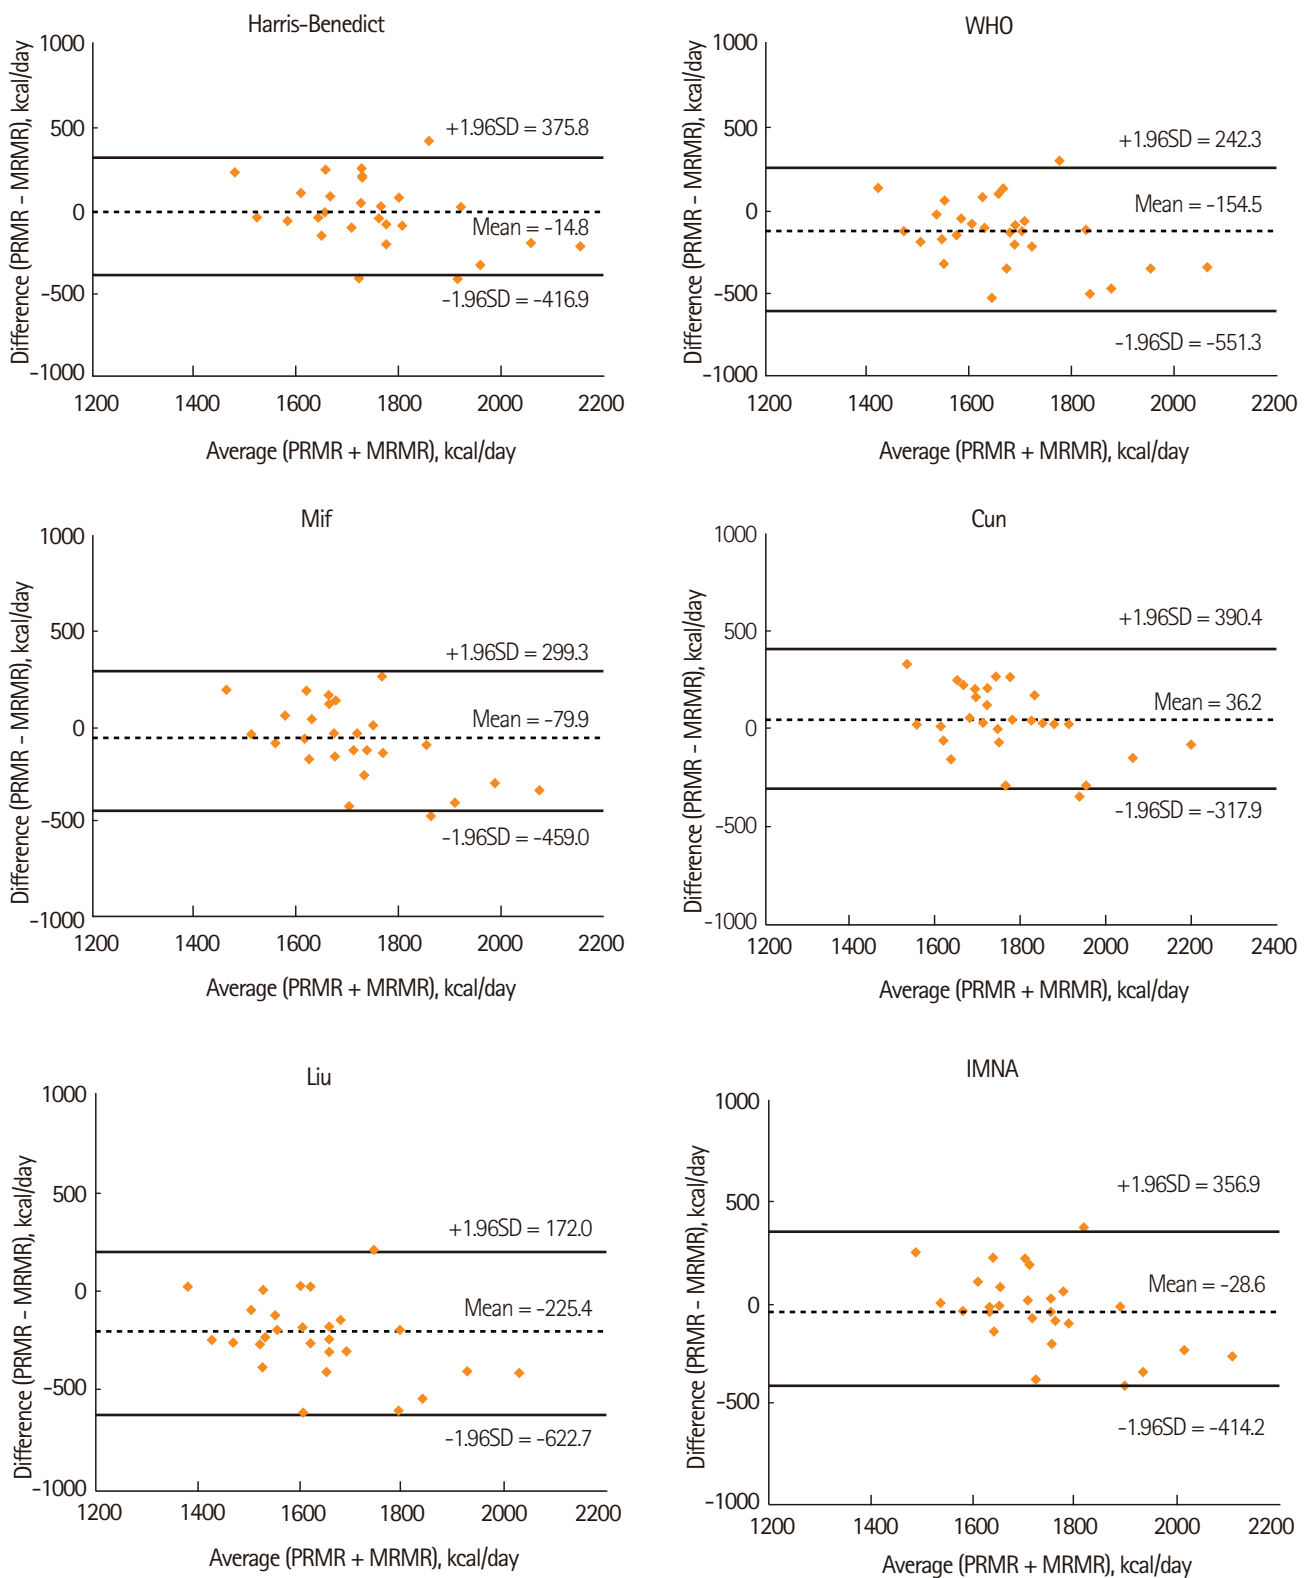 Harris-Benedict
Difference (PRMR - MRMR), kcal/day
1000
500
0
-500
-1000
+1.96SD = 375.8
Mean = -14.8
-1.96SD = -416.9
1200 1400 1600 1800 2000 2200
Average (PRMR + MRMR), kcal/day
WHO
Difference (PRMR - MRMR), kcal/day
1000
500
0
-500
-1000
+1.96SD = 242.3
Mean = -154.5
-1.96SD = -551.3
1200 1400 1600 1800 2000 2200
Average (PRMR + MRMR), kcal/day
Mif
Difference (PRMR - MRMR), kcal/day
1000
500
0
-500
-1000
+1.96SD = 299.3
Mean = -79.9
-1.96SD = -459.0
1200 1400 1600 1800 2000 2200
Average (PRMR + MRMR), kcal/day
Cun
Difference (PRMR - MRMR), kcal/day
1000
500
0
-500
-1000
+1.96SD = 390.4
Mean = 36.2
-1.96SD = -317.9
1200 1400 1600 1800 2000 2200 2400
Average (PRMR + MRMR), kcal/day
Liu
Difference (PRMR - MRMR), kcal/day
1000
500
0
-500
-1000
+1.96SD = 172.0
Mean = -225.4
-1.96SD = -622.7
1200 1400 1600 1800 2000 2200
Average (PRMR + MRMR), kcal/day
IMNA
Difference (PRMR - MRMR), kcal/day
1000
500
0
-500
-1000
+1.96SD = 356.9
Mean = -28.6
-1.96SD = -414.2
1200 1400 1600 1800 2000 2200
Average (PRMR + MRMR), kcal/day